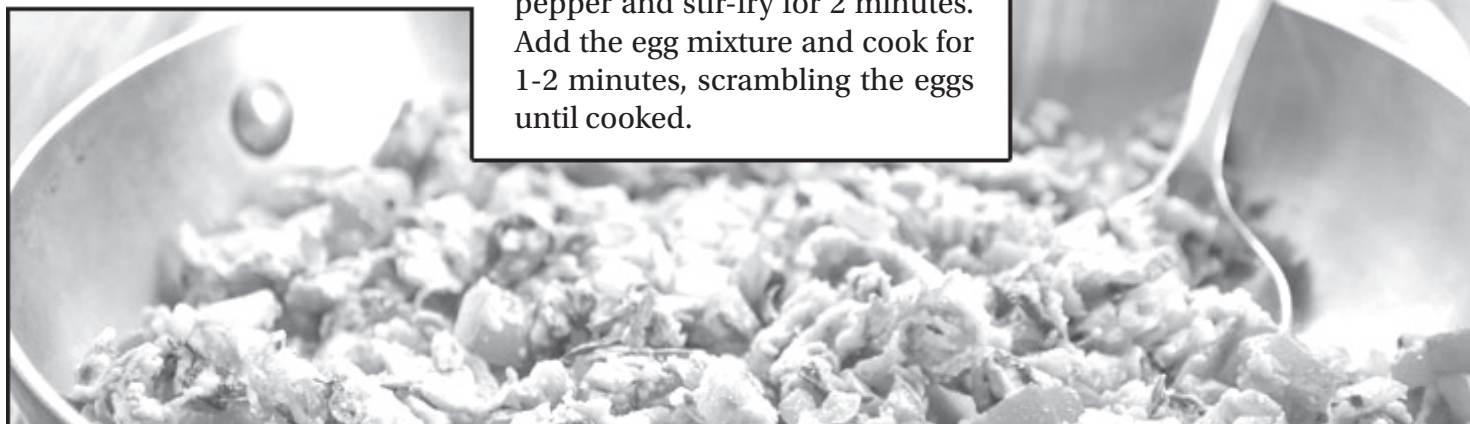 pepper and stir-fry for 2 minutes.
Add the egg mixture and cook for
1-2 minutes, scrambling the eggs
until cooked.